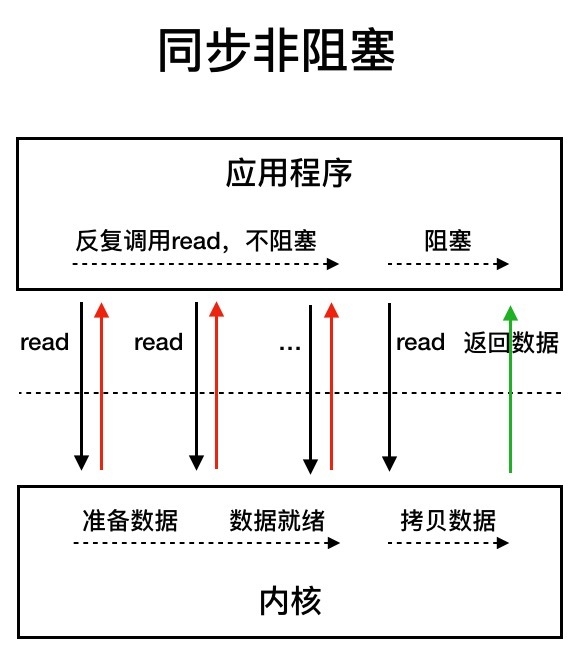 同步非阻塞
应用程序
反复调用read，不阻塞
阻塞
read
read
...
read
返回数据
准备数据
数据就绪
拷贝数据
内核